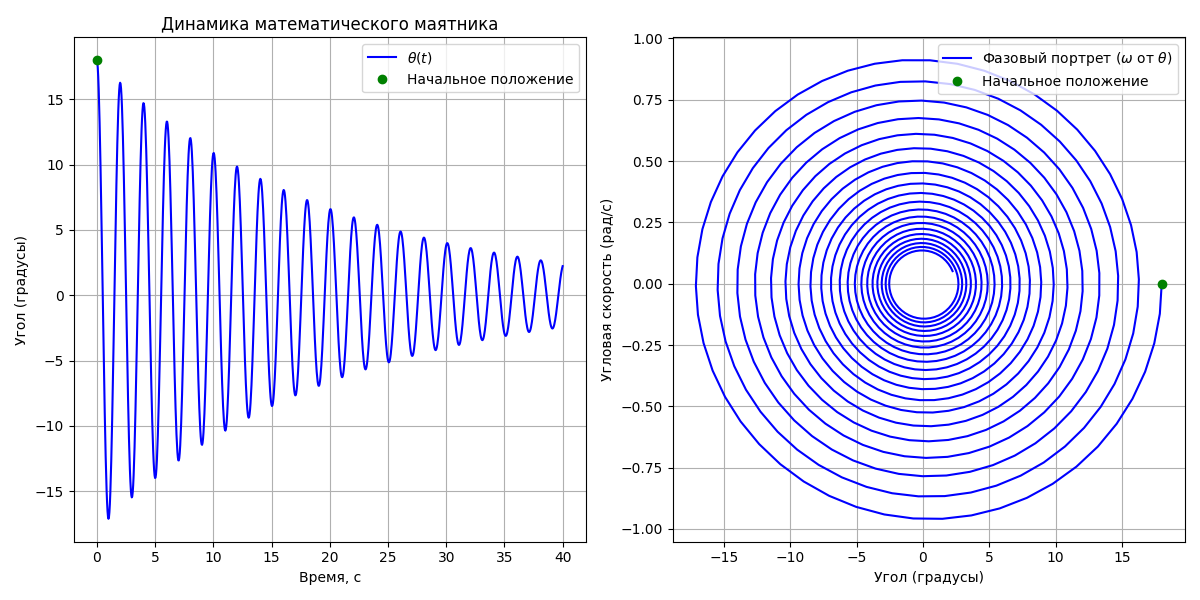 Динамика математического маятника
θ(t)
Начальное положение
15
10
5
0
−5
−10
−15
Угол (градусы)
0 5 10 15 20 25 30 35 40
Время, с
Фазовый портрет (ω от θ)
Начальное положение
1.00
0.75
0.50
0.25
0.00
−0.25
−0.50
−0.75
−1.00
Угловая скорость (рад/с)
−15 −10 −5 0 5 10 15
Угол (градусы)